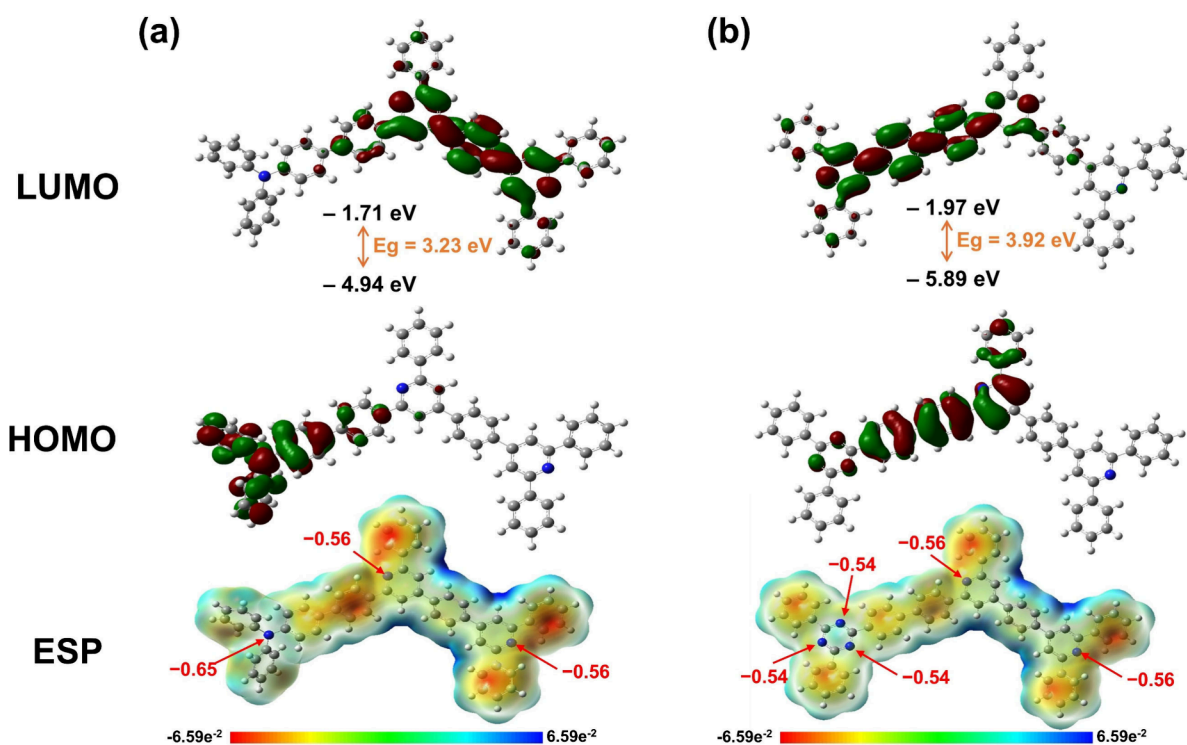 (a)
(b)
LUMO
– 1.71 eV
Eg = 3.23 eV
– 4.94 eV
– 1.97 eV
Eg = 3.92 eV
– 5.89 eV
HOMO
ESP
−0.56
−0.65
−0.56
−0.56
−0.54
−0.54
−0.54
−0.56
-6.59e⁻²
6.59e⁻²
-6.59e⁻²
6.59e⁻²